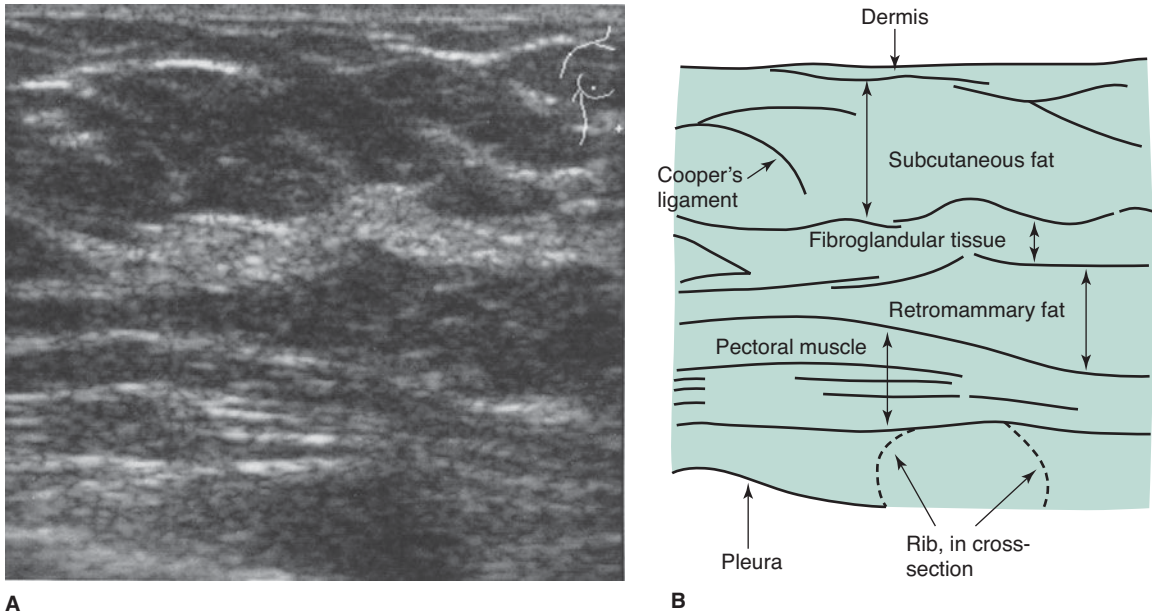 Dermis
Subcutaneous fat
Cooper's
ligament
Fibroglandular tissue
Retromammary fat
Pectoral muscle
Rib, in cross-
section
Pleura
A
B